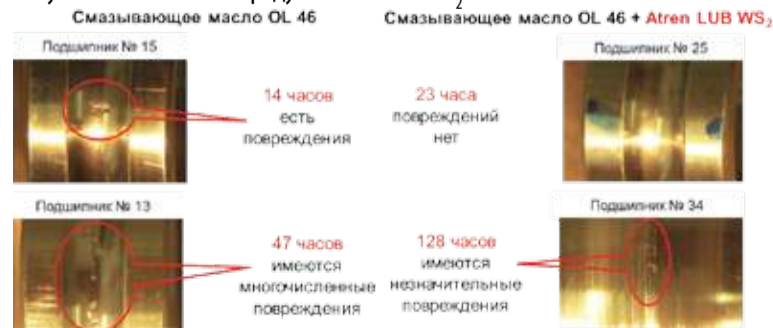 2
Смазывающее масло OL 46
Смазывающее масло OL 46 + Atren LUB WS2
Подшипник № 15
14 часов
есть
повреждения
23 часа
повреждений
нет
Подшипник № 25
Подшипник № 13
47 часов
имеются
многочисленные
повреждения
128 часов
имеются
незначительные
повреждения
Подшипник № 34